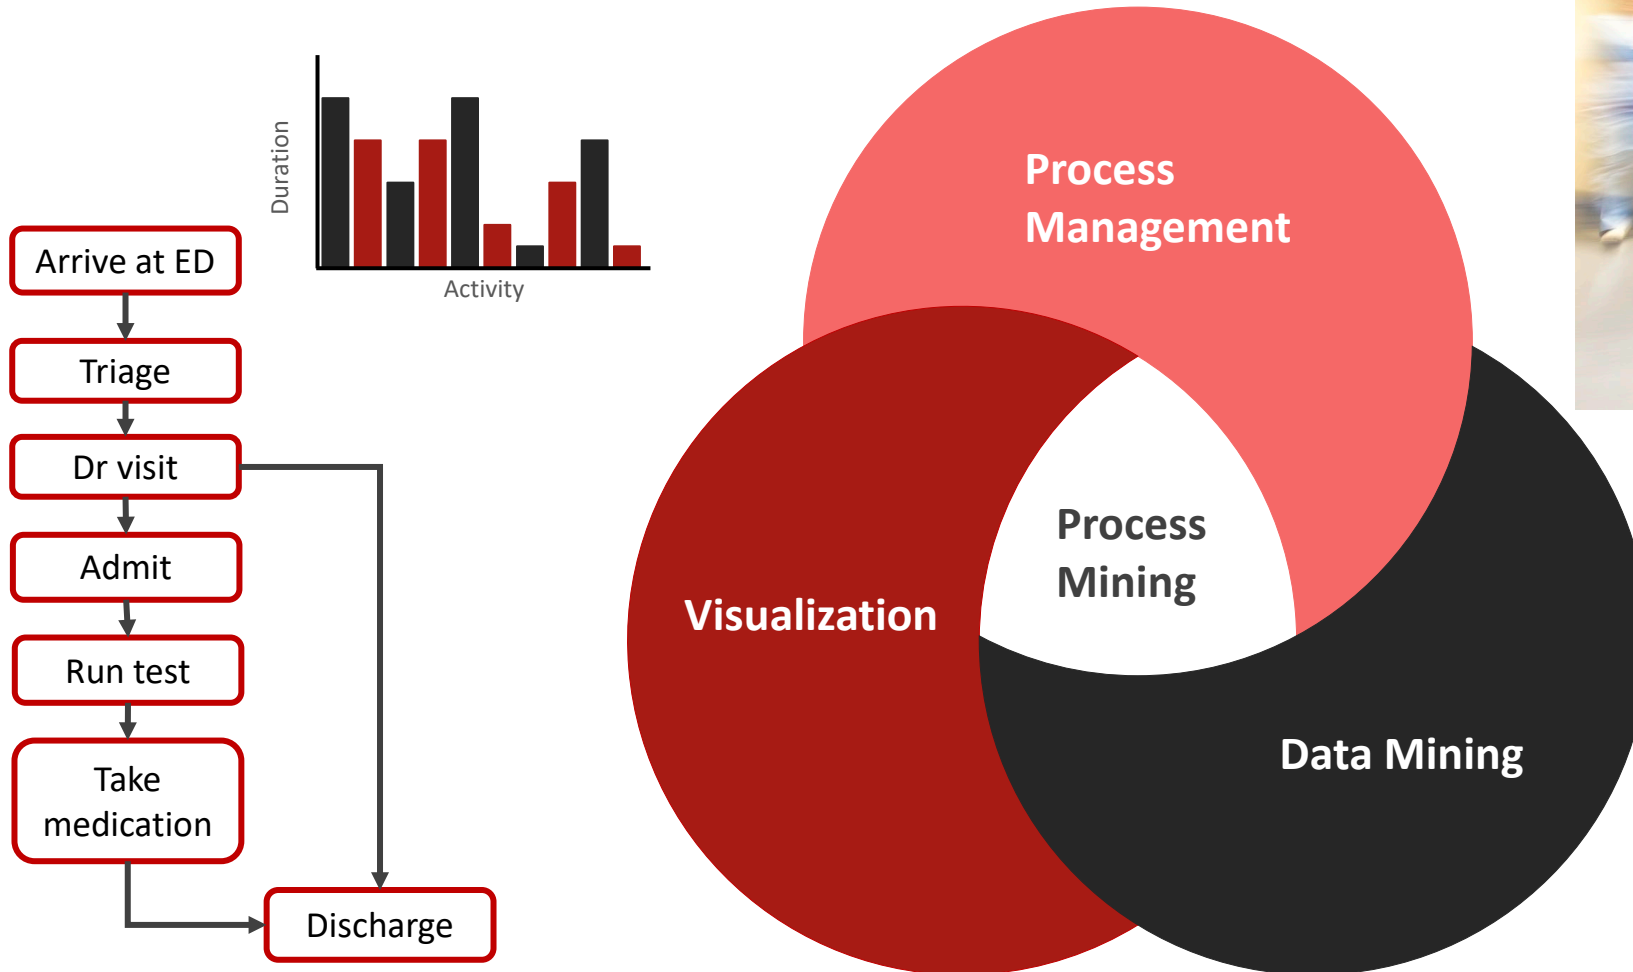 Duration
Activity
Arrive at ED
Triage
Dr visit
Admit
Run test
Take
medication
Discharge
Process
Management
Process
Mining
Visualization
Data Mining